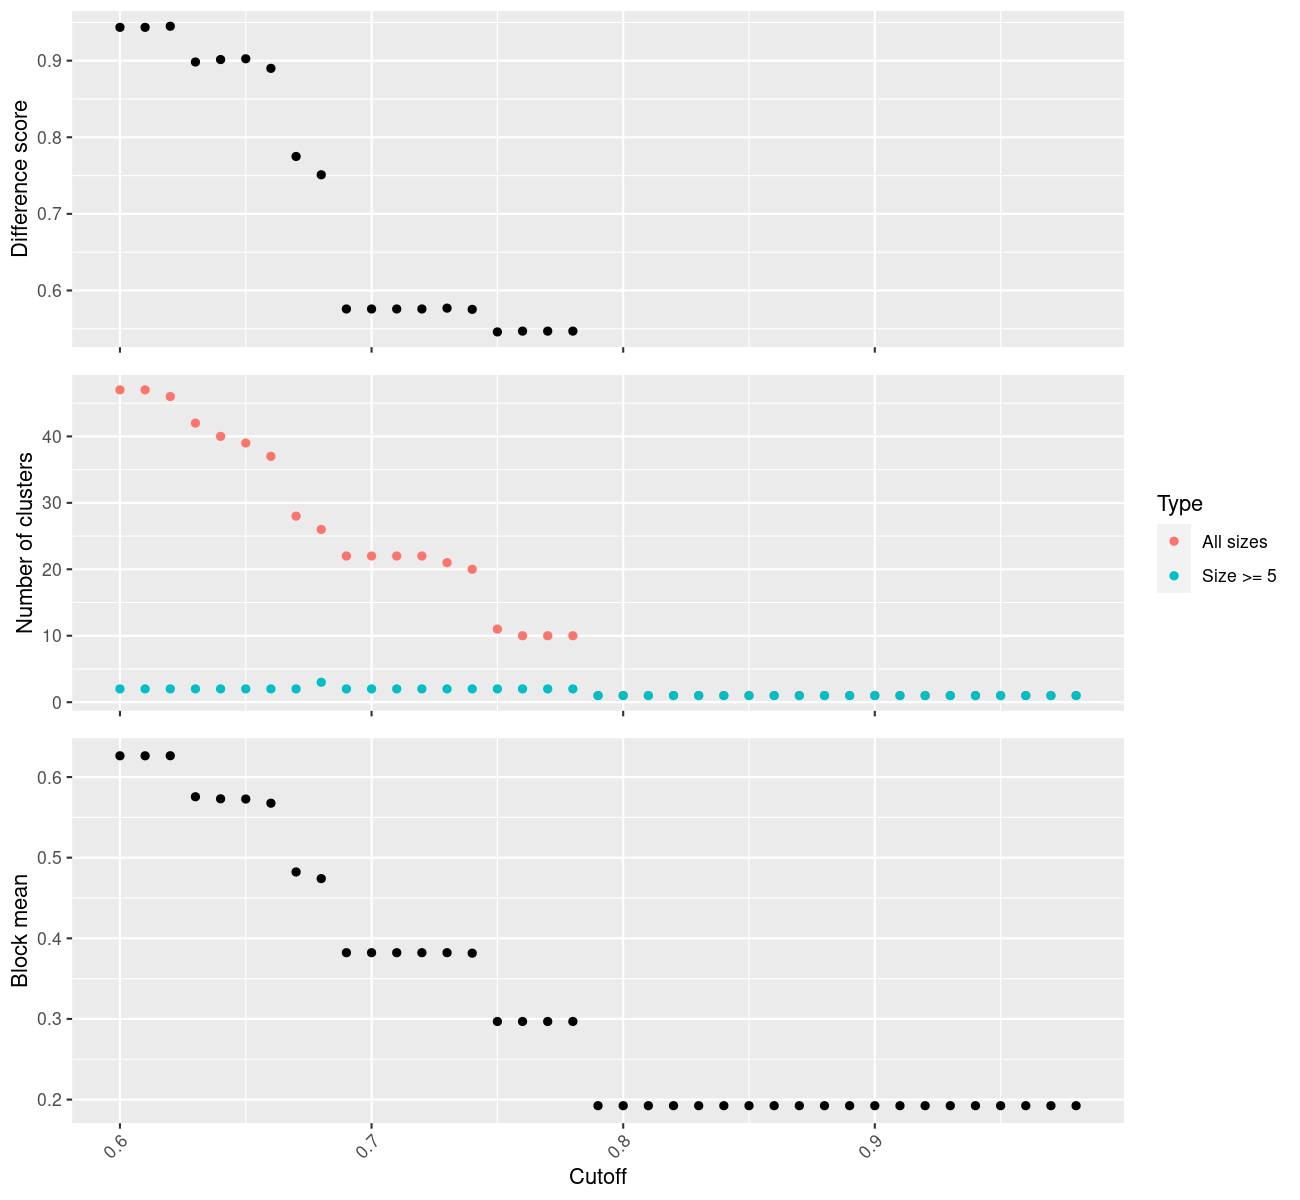 Difference score
0.9
0.8
0.7
0.6
Number of clusters
40
30
20
10
0
Type
All sizes
Size >= 5
Block mean
0.6
0.5
0.4
0.3
0.2
0.6
0.7
0.8
0.9
Cutoff